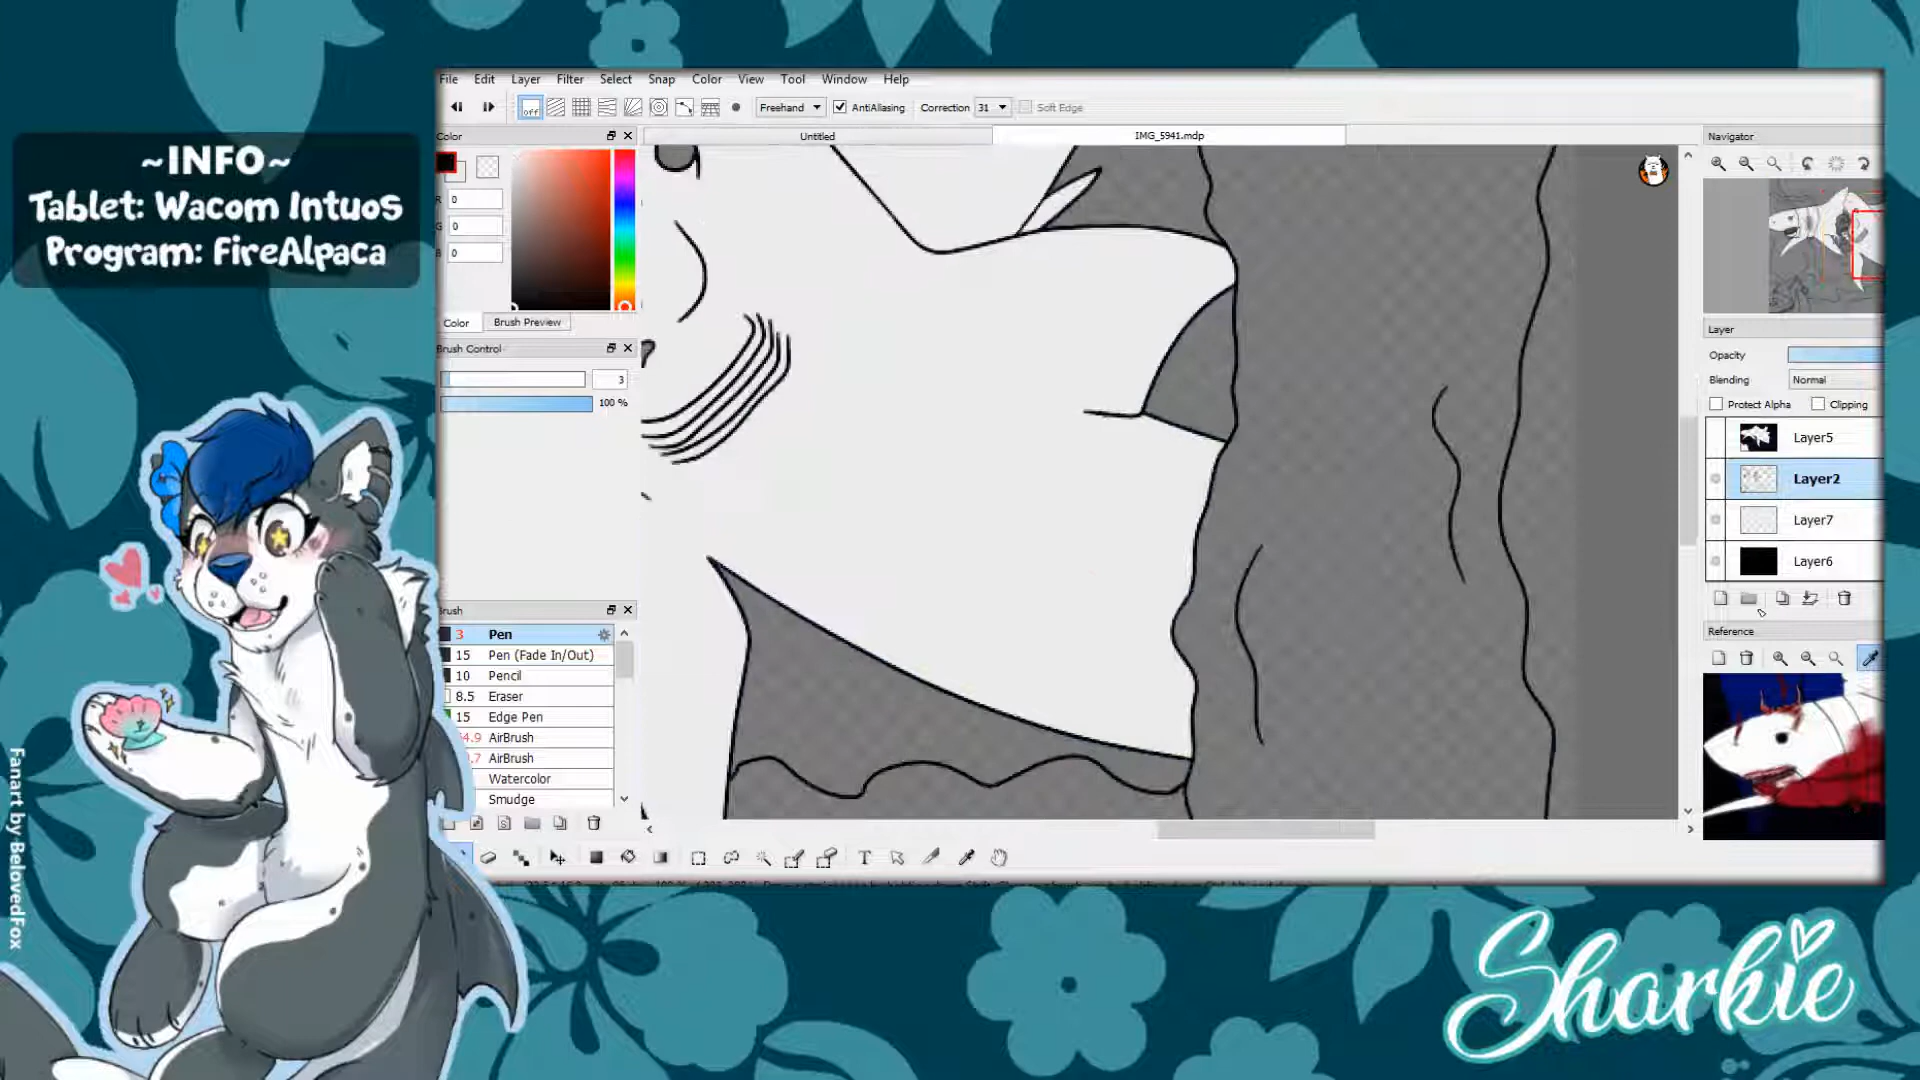 ~INFO~
Tablet: Wacom Intuos
Program: FireAlpaca
Fanart by BelovedFox
File Edit Layer Filter Select Snap Color View Tool Window Help
off Freehand AntiAliasing Correction 31 Soft Edge
Color
Untitled
IMG_5941.mdp
R 0
G 0
B 0
Color Brush Preview
Brush Control
3
100 %
Brush
3 Pen
15 Pen (Fade In/Out)
10 Pencil
8.5 Eraser
15 Edge Pen
AirBrush
AirBrush
Watercolor
Smudge
Navigator
Layer
Opacity
Blending Normal
Protect Alpha Clipping
Layer5
Layer2
Layer7
Layer6
Reference
Sharkie